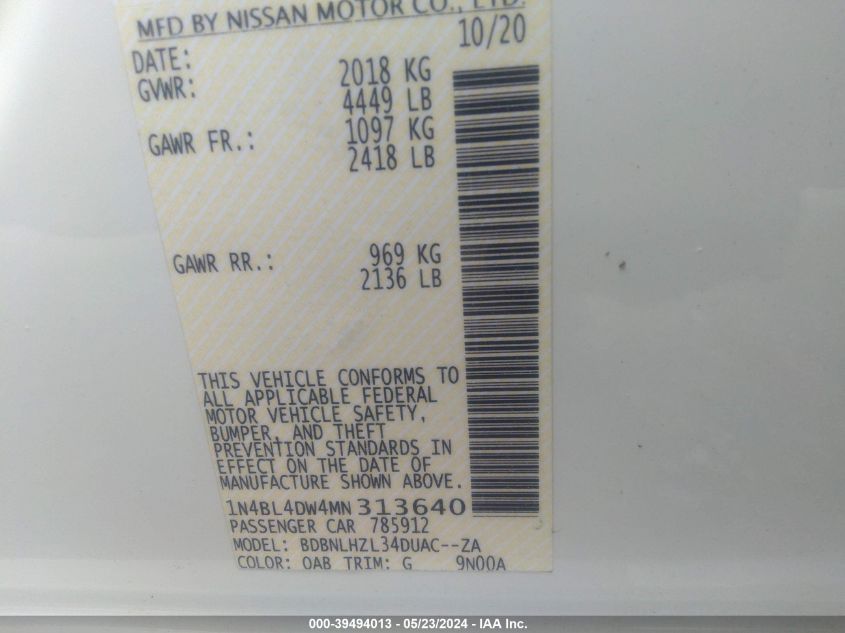 MFD BY NISSAN MOTOR CO., LTD.
DATE: 10/20
GVWR: 2018 KG
4449 LB
GAWR FR.: 1097 KG
2418 LB
GAWR RR.: 969 KG
2136 LB
THIS VEHICLE CONFORMS TO
ALL APPLICABLE FEDERAL
MOTOR VEHICLE SAFETY,
BUMPER, AND THEFT
PREVENTION STANDARDS IN
EFFECT ON THE DATE OF
MANUFACTURE SHOWN ABOVE.
1N4BL4DW4MN 313640
PASSENGER CAR 785912
MODEL: BDBNLHZL34DUAC--ZA
COLOR: QAB TRIM: G 9N00A
000-39494013 - 05/23/2024 - IAA Inc.